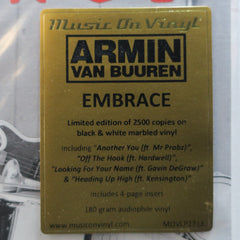 Music On Vinyl
ARMIN
VAN BUUREN
EMBRACE
Limited edition of 2500 copies on
black & white marbled vinyl
including "Another You (ft. Mr Probz)",
"Off The Hook (ft. Hardwell)",
"Looking For Your Name (ft. Gavin DeGraw)"
& "Heading Up High (ft. Kensington)"
includes 4-page insert
180 gram audiophile vinyl
www.musiconvinyl.com